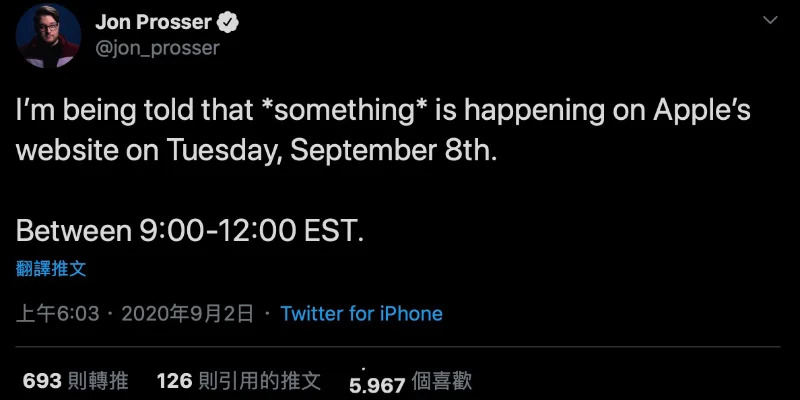 Jon Prosser
@jon_prosser
I'm being told that *something* is happening on Apple's
website on Tuesday, September 8th.
Between 9:00-12:00 EST.
翻譯推文
上午6:03 · 2020年9月2日 · Twitter for iPhone
693 則轉推 126 則引用的推文 5.967 個喜歡